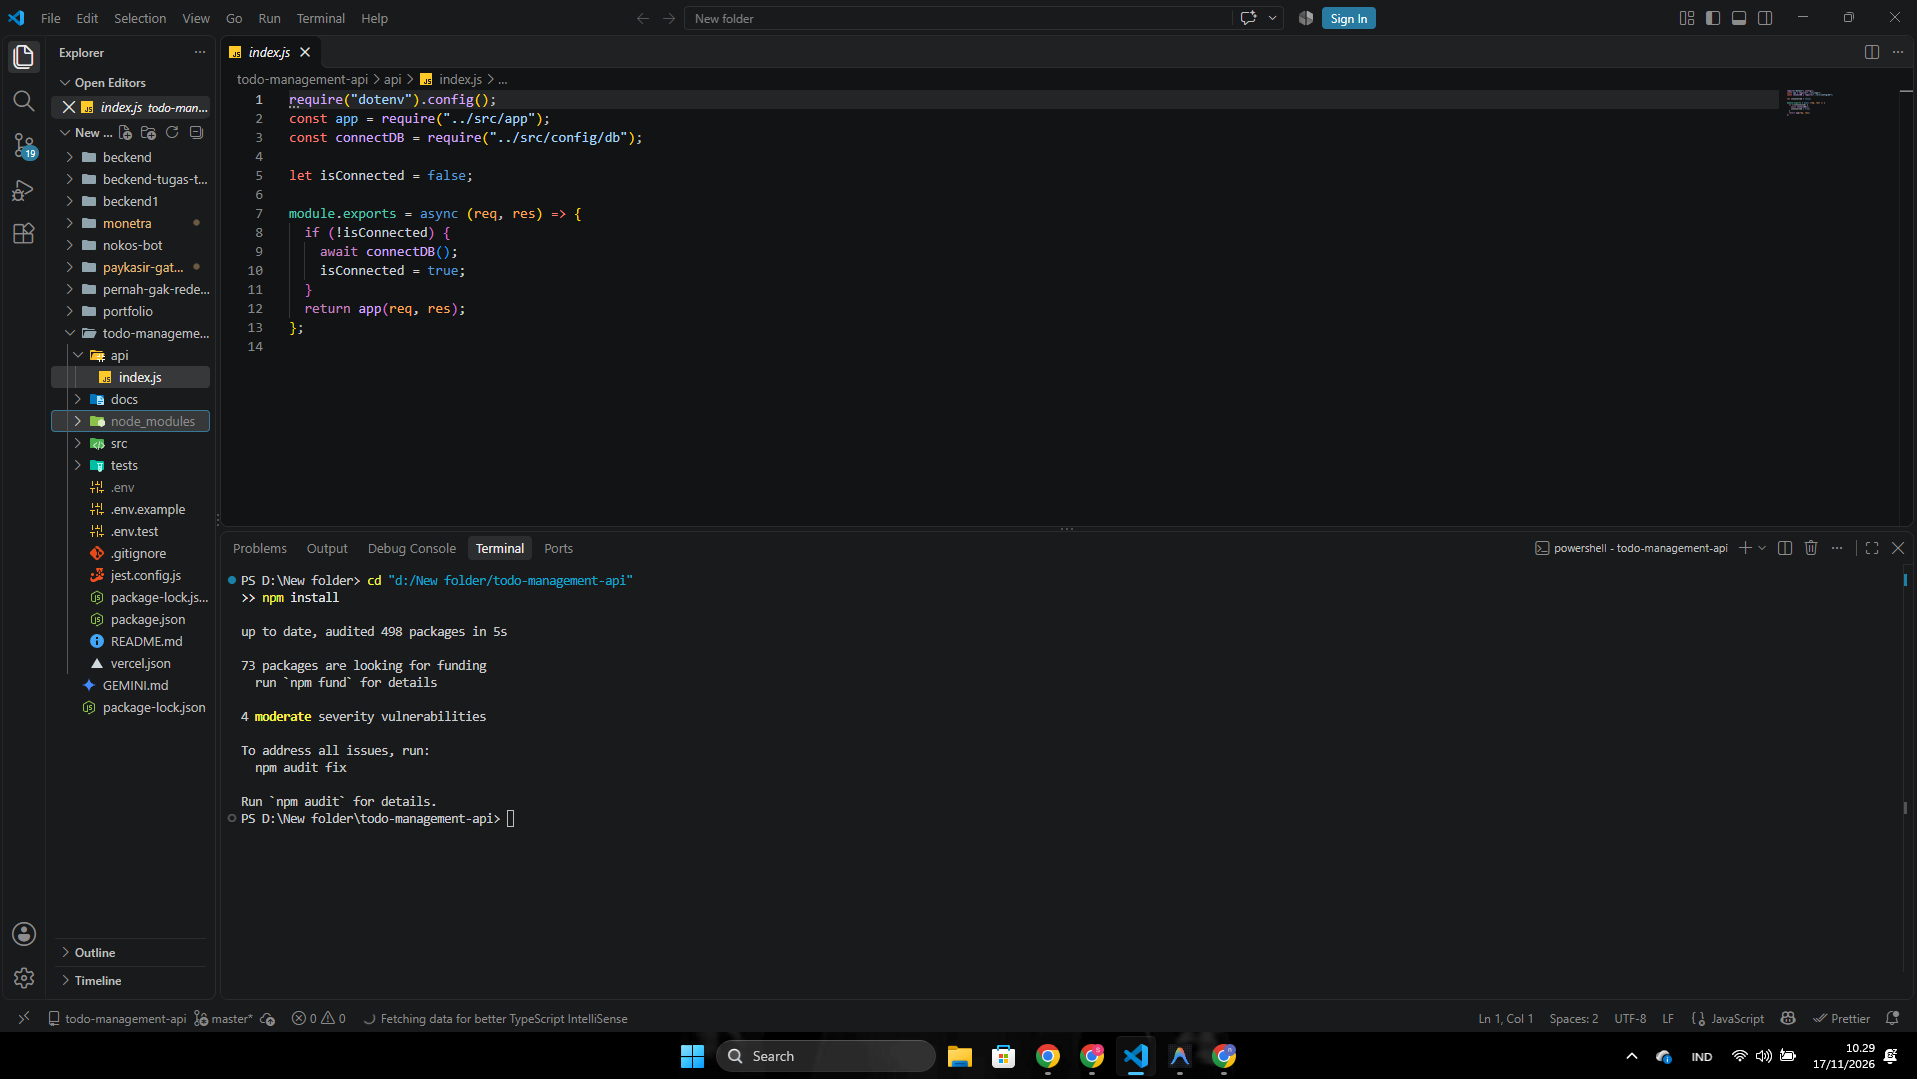 File Edit Selection View Go Run Terminal Help
New folder
Sign In
Explorer
Open Editors
index.js todo-man...
New ...
beckend
beckend-tugas-t...
beckend1
monetra
nokos-bot
paykasir-gat...
pernah-gak-rede...
portfolio
todo-manageme...
api
index.js
docs
node_modules
src
tests
.env
.env.example
.env.test
.gitignore
jest.config.js
package-lock.js...
package.json
README.md
vercel.json
GEMINI.md
package-lock.json
Outline
Timeline
19
index.js
todo-management-api > api > index.js > ...
1 require("dotenv").config();
2 const app = require("../src/app");
3 const connectDB = require("../src/config/db");
4
5 let isConnected = false;
6
7 module.exports = async (req, res) => {
8 if (!isConnected) {
9 await connectDB();
10 isConnected = true;
11 }
12 return app(req, res);
13 };
14
Problems Output Debug Console Terminal Ports
powershell - todo-management-api
PS D:\New folder> cd "d:/New folder/todo-management-api"
>> npm install
up to date, audited 498 packages in 5s
73 packages are looking for funding
run `npm fund` for details
4 moderate severity vulnerabilities
To address all issues, run:
npm audit fix
Run `npm audit` for details.
PS D:\New folder\todo-management-api>
todo-management-api master* 0 0 Fetching data for better TypeScript IntelliSense
Ln 1, Col 1 Spaces: 2 UTF-8 LF JavaScript Prettier
Search
IND
10.29
17/11/2026